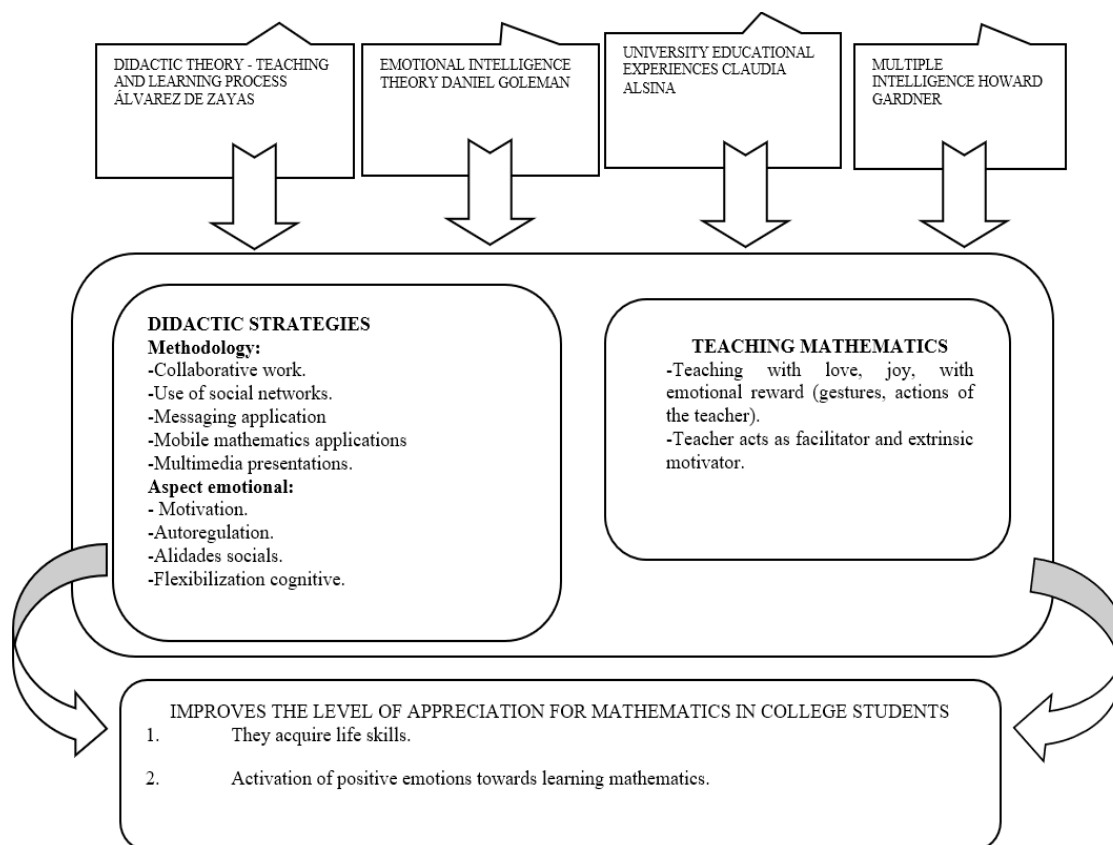 DIDACTIC THEORY - TEACHING
AND LEARNING PROCESS
ÁLVAREZ DE ZAYAS
EMOTIONAL INTELLIGENCE
THEORY DANIEL GOLEMAN
UNIVERSITY EDUCATIONAL
EXPERIENCES CLAUDIA
ALSINA
MULTIPLE
INTELLIGENCE HOWARD
GARDNER
DIDACTIC STRATEGIES
Methodology:
-Collaborative work.
-Use of social networks.
-Messaging application
-Mobile mathematics applications
-Multimedia presentations.
Aspect emotional:
- Motivation.
-Autoregulation.
-Alidades socials.
-Flexibilization cognitive.
TEACHING MATHEMATICS
-Teaching with love, joy, with
emotional reward (gestures, actions of
the teacher).
-Teacher acts as facilitator and extrinsic
motivator.
IMPROVES THE LEVEL OF APPRECIATION FOR MATHEMATICS IN COLLEGE STUDENTS
1. They acquire life skills.
2. Activation of positive emotions towards learning mathematics.